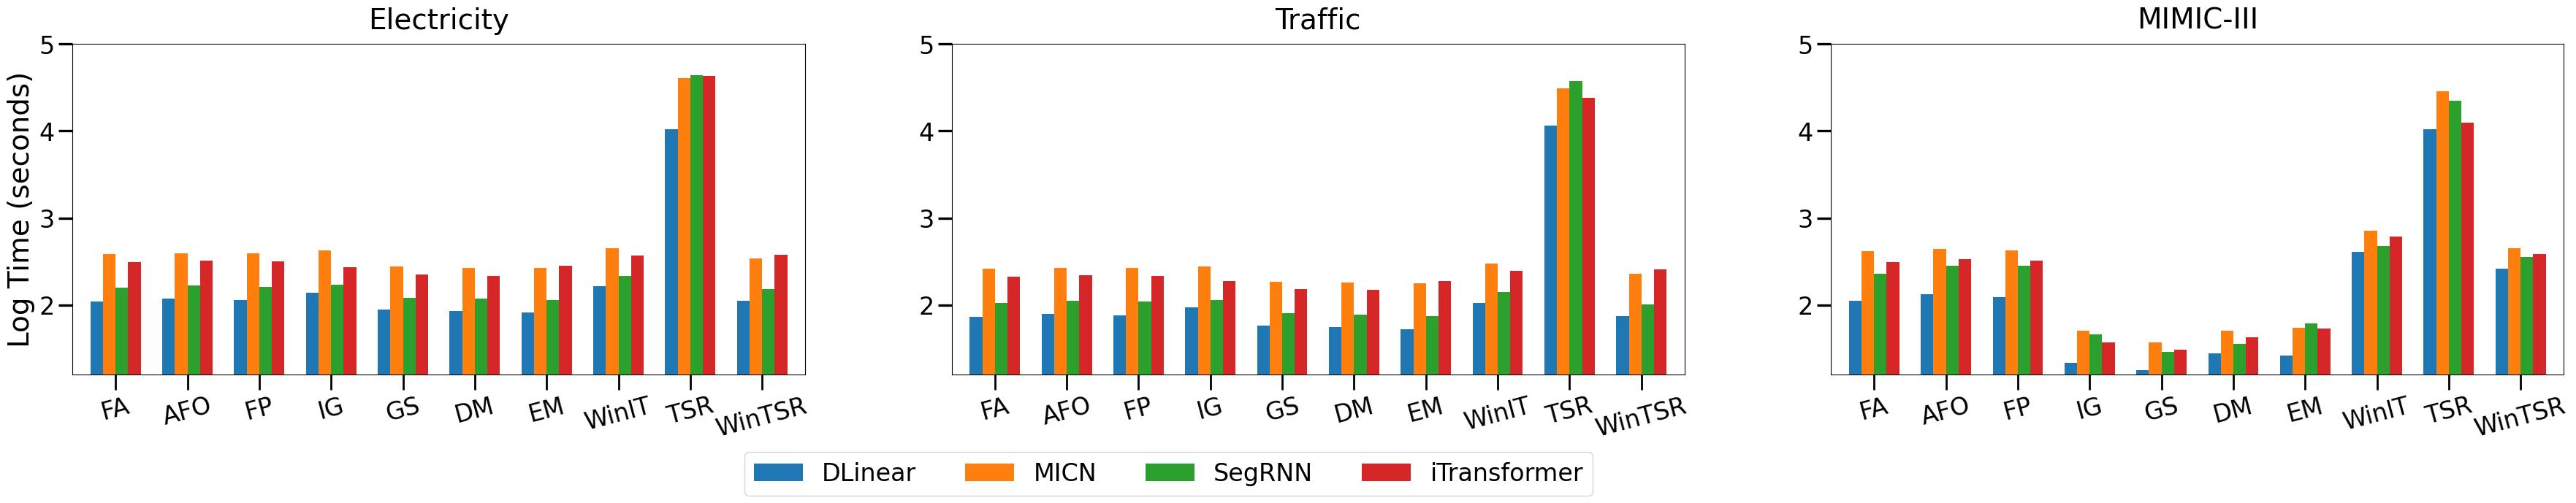 Electricity
Traffic
MIMIC-III
Log Time (seconds)
5
4
3
2
5
4
3
2
5
4
3
2
FA AFO FP IG GS DM EM WinIT TSR WinTSR
FA AFO FP IG GS DM EM WinIT TSR WinTSR
FA AFO FP IG GS DM EM WinIT TSR WinTSR
DLinear MICN SegRNN iTransformer